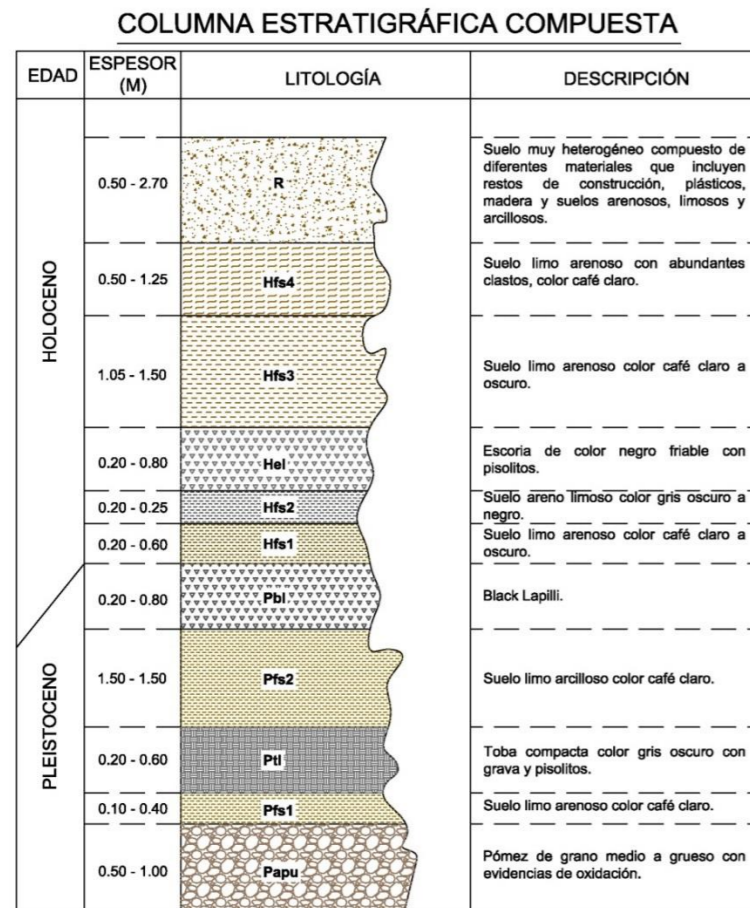 COLUMNA ESTRATIGRÁFICA COMPUESTA
EDAD
ESPESOR
(M)
LITOLOGÍA
DESCRIPCIÓN
HOLOCENO
0.50 - 2.70
R
Suelo muy heterogéneo compuesto de
diferentes materiales que incluyen
restos de construcción, plásticos,
madera y suelos arenosos, limosos y
arcillosos.
0.50 - 1.25
Hfs4
Suelo limo arenoso con abundantes
clastos, color café claro.
1.05 - 1.50
Hfs3
Suelo limo arenoso color café claro a
oscuro.
0.20 - 0.80
Hel
Escoria de color negro friable con
pisolitos.
0.20 - 0.25
Hfs2
Suelo areno limoso color gris oscuro a
negro.
0.20 - 0.60
Hfs1
Suelo limo arenoso color café claro a
oscuro.
PLEISTOCENO
0.20 - 0.80
Pbl
Black Lapilli.
1.50 - 1.50
Pfs2
Suelo limo arcilloso color café claro.
0.20 - 0.60
Ptl
Toba compacta color gris oscuro con
grava y pisolitos.
0.10 - 0.40
Pfs1
Suelo limo arenoso color café claro.
0.50 - 1.00
Papu
Pómez de grano medio a grueso con
evidencias de oxidación.